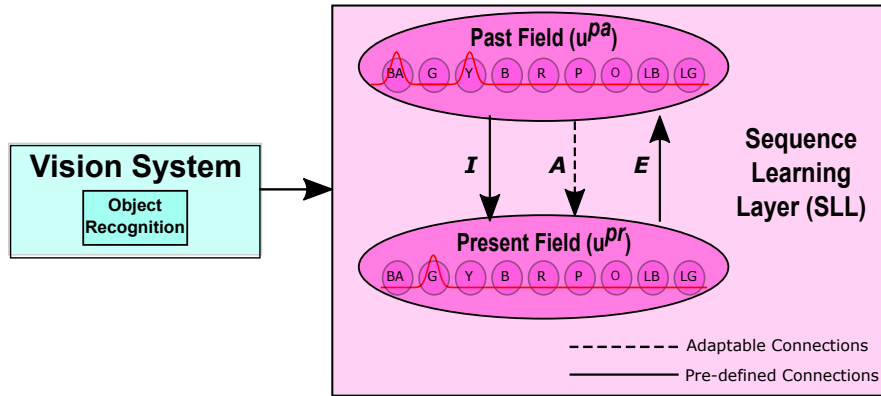 Vision System
Object
Recognition
Past Field (u^pa)
BA G Y B R P O LB LG
I A E
Present Field (u^pr)
BA G Y B R P O LB LG
Sequence
Learning
Layer (SLL)
Adaptable Connections
Pre-defined Connections